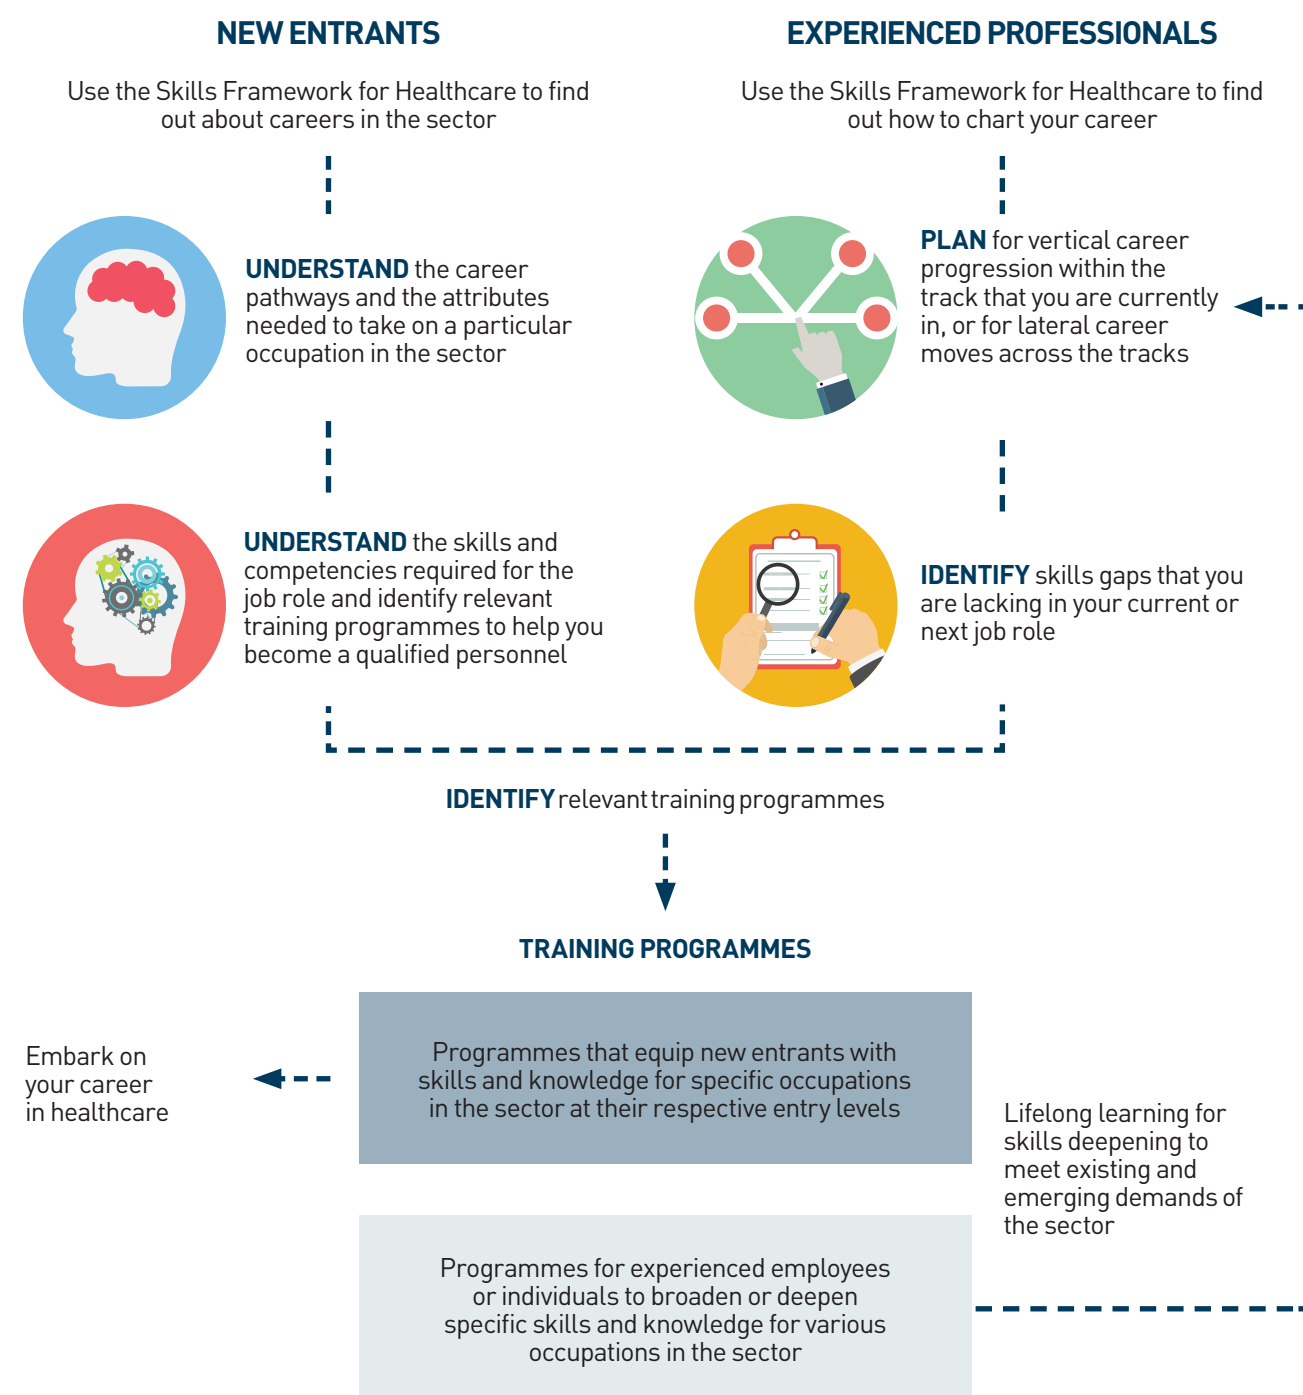 NEW ENTRANTS
Use the Skills Framework for Healthcare to find
out about careers in the sector
UNDERSTAND the career
pathways and the attributes
needed to take on a particular
occupation in the sector
UNDERSTAND the skills and
competencies required for the
job role and identify relevant
training programmes to help you
become a qualified personnel
EXPERIENCED PROFESSIONALS
Use the Skills Framework for Healthcare to find
out how to chart your career
PLAN for vertical career
progression within the
track that you are currently
in, or for lateral career
moves across the tracks
IDENTIFY skills gaps that you
are lacking in your current or
next job role
IDENTIFY relevant training programmes
TRAINING PROGRAMMES
Programmes that equip new entrants with
skills and knowledge for specific occupations
in the sector at their respective entry levels
Embark on
your career
in healthcare
Programmes for experienced employees
or individuals to broaden or deepen
specific skills and knowledge for various
occupations in the sector
Lifelong learning for
skills deepening to
meet existing and
emerging demands of
the sector